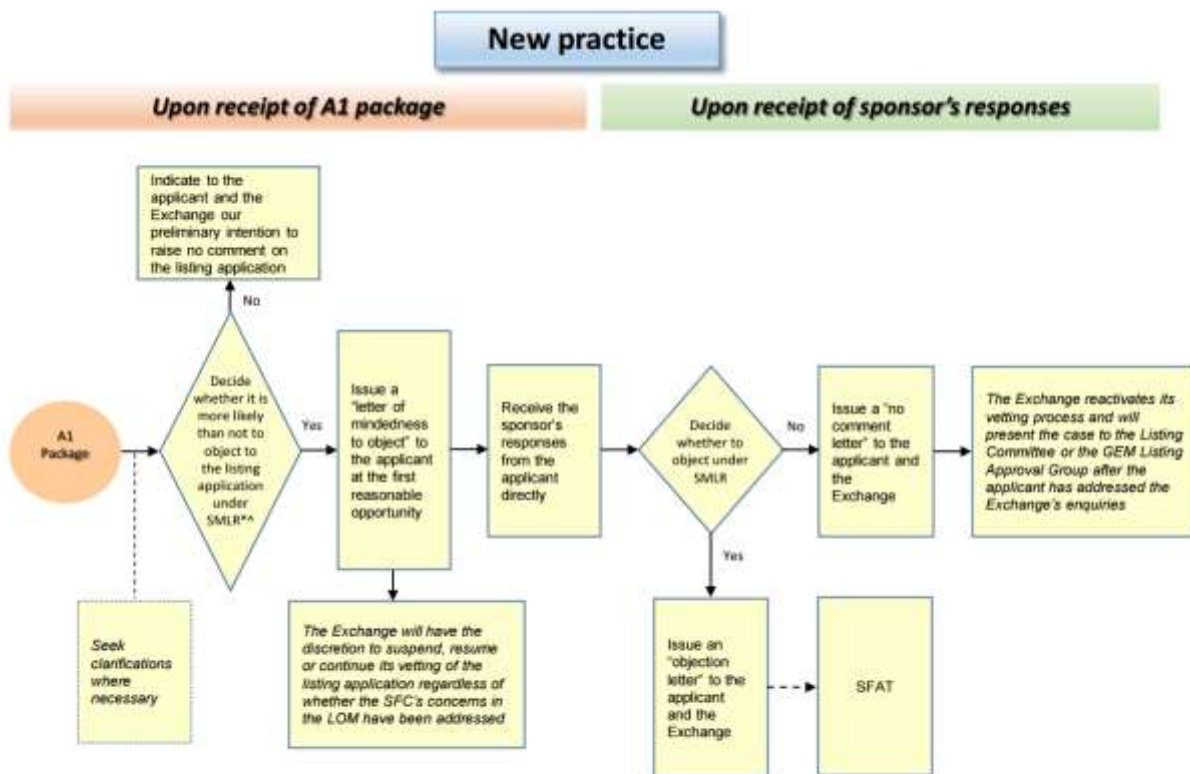 New practice
Upon receipt of A1 package
Upon receipt of sponsor's responses
Indicate to the
applicant and the
Exchange our
preliminary intention to
raise no comment on
the listing application
No
A1
Package
Decide
whether it is
more likely
than not to
object to
the listing
application
under
SMLR*^
Yes
Issue a
"letter of
mindedness
to object" to
the applicant
at the first
reasonable
opportunity
Receive the
sponsor's
responses
from the
applicant
directly
Decide
whether to
object under
SMLR
No
Issue a "no
comment
letter" to the
applicant and
the
Exchange
The Exchange reactivates its
vetting process and will
present the case to the Listing
Committee or the GEM Listing
Approval Group after the
applicant has addressed the
Exchange's enquiries
Yes
Seek
clarifications
where
necessary
The Exchange will have the
discretion to suspend, resume
or continue its vetting of the
listing application regardless of
whether the SFC's concerns in
the LOM have been addressed
Issue an
"objection
letter" to the
applicant
and the
Exchange
SFAT